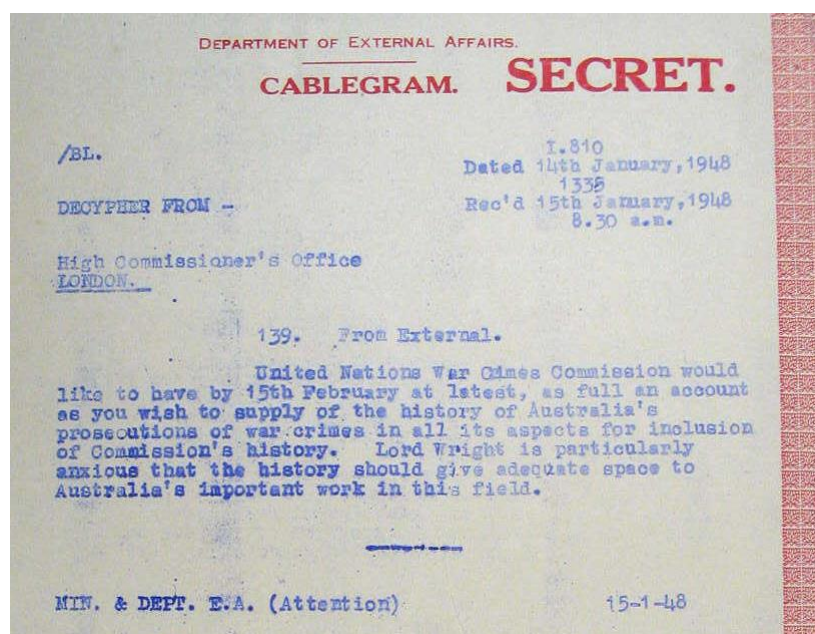 DEPARTMENT OF EXTERNAL AFFAIRS.
CABLEGRAM. SECRET.
/BL. I.810
Dated 14th January, 1948
1335
DECYPHER FROM - Rec'd 15th January, 1948
8.30 a.m.
High Commissioner's Office
LONDON.
139. From External.
United Nations War Crimes Commission would
like to have by 15th February at latest, as full an account
as you wish to supply of the history of Australia's
prosecutions of war crimes in all its aspects for inclusion
of Commission's history. Lord Wright is particularly
anxious that the history should give adequate space to
Australia's important work in this field.
MIN. & DEPT. E.A. (Attention) 15-1-48